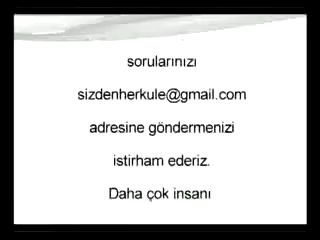 sorularınızı
sizdenherkule@gmail.com
adresine göndermenizi
istirham ederiz.
Daha çok insanı